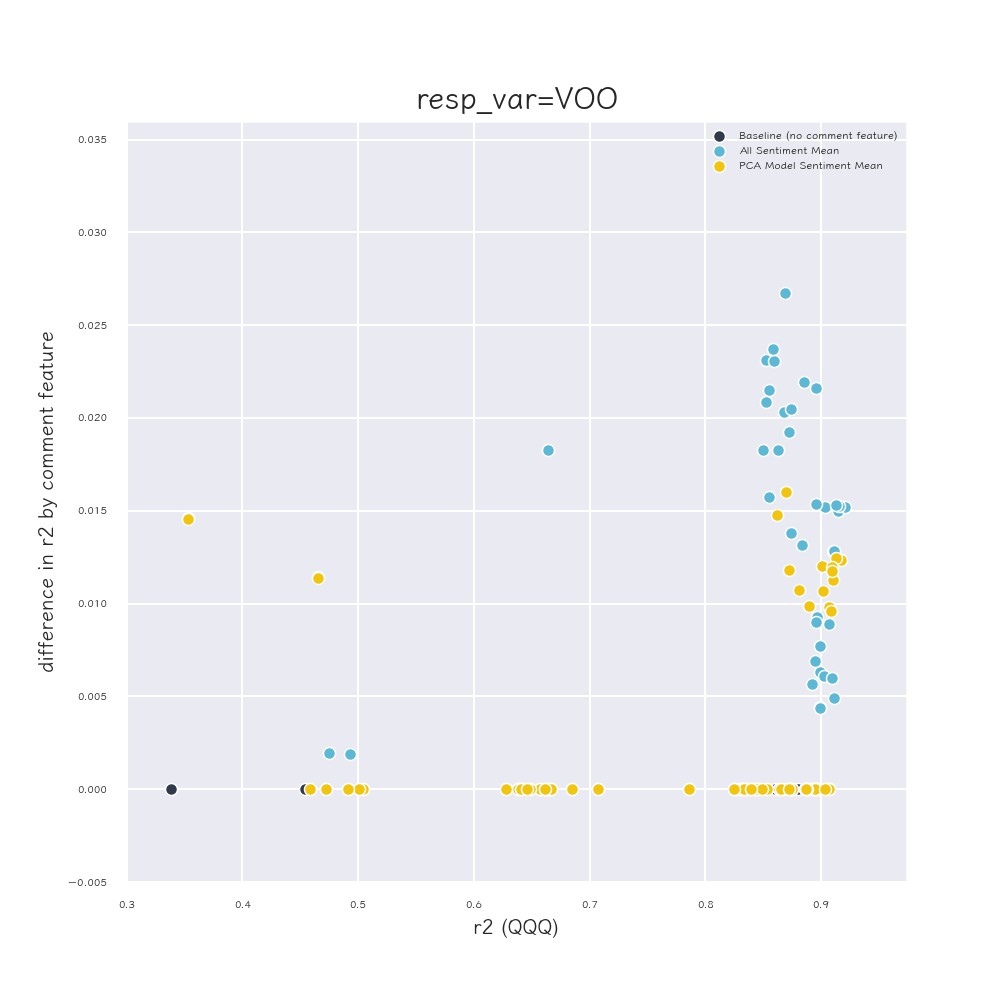 resp_var=VOO
Baseline (no comment feature)
All Sentiment Mean
PCA Model Sentiment Mean
0.035
0.030
0.025
0.020
0.015
0.010
0.005
0.000
−0.005
difference in r2 by comment feature
0.3 0.4 0.5 0.6 0.7 0.8 0.9
r2 (QQQ)